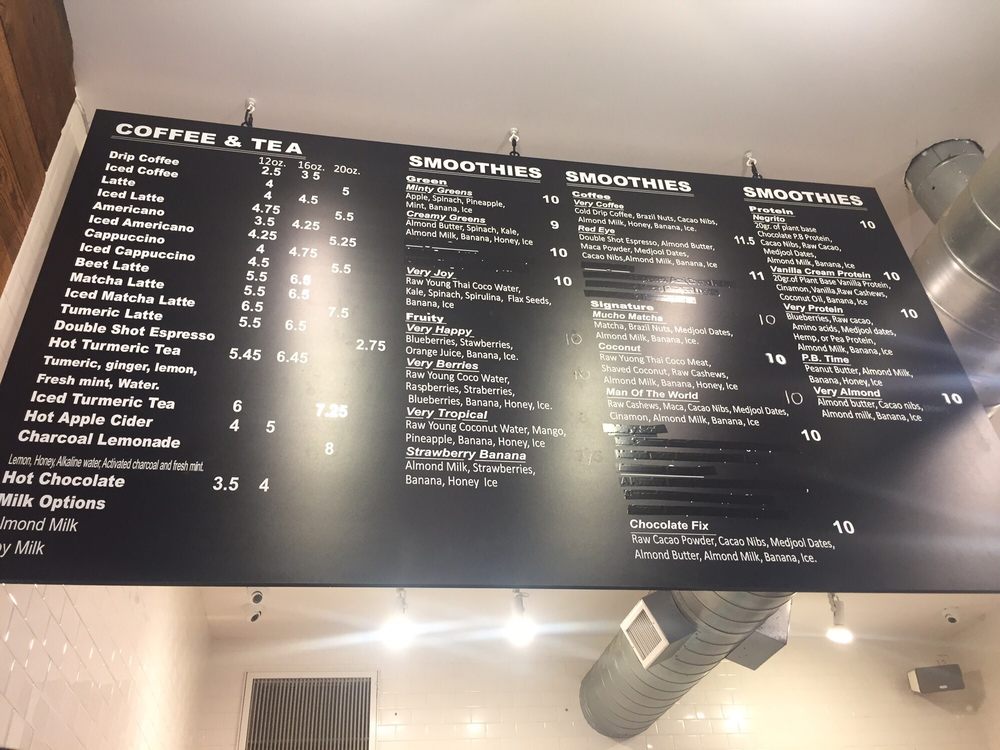 COFFEE & TEA
12oz. 16oz. 20oz.
Drip Coffee 2.5 3 5
Iced Coffee 5
Latte 4 4.5
Iced Latte 4 5.5
Americano 4.75 4.25
Iced Americano 3.5 5.25
Cappuccino 4.25 4.75
Iced Cappuccino 4 5.5
Beet Latte 4.5
Matcha Latte 5.5 6.5
Iced Matcha Latte 5.5 6.5 7.5
Tumeric Latte 6.5
Double Shot Espresso 5.5 6.5 2.75
Hot Turmeric Tea 5.45 6.45
Tumeric, ginger, lemon,
Fresh mint, Water.
Iced Turmeric Tea 6 7.25
Hot Apple Cider 4 5
Charcoal Lemonade 8
Lemon, Honey, Alkaline water, Activated charcoal and fresh mint.
Hot Chocolate 3.5 4
Milk Options
lmond Milk
oy Milk
SMOOTHIES
Green
Minty Greens 10
Apple, Spinach, Pineapple,
Mint, Banana, Ice
Creamy Greens 9
Almond Butter, Spinach, Kale,
Almond Milk, Banana, Honey, Ice
10
Very Joy 10
Raw Young Thai Coco Water,
Kale, Spinach, Spirulina, Flax Seeds,
Banana, Ice
Fruity
Very Happy 10
Blueberries, Stawberries,
Orange Juice, Banana, Ice.
Very Berries
Raw Young Coco Water,
Raspberries, Straberries,
Blueberries, Banana, Honey, Ice.
Very Tropical
Raw Young Coconut Water, Mango,
Pineapple, Banana, Honey, Ice
Strawberry Banana
Almond Milk, Strawberries,
Banana, Honey Ice
SMOOTHIES
Coffee
Very Coffee
Cold Drip Coffee, Brazil Nuts, Cacao Nibs,
Almond Milk, Honey, Banana, Ice.
Red Eye 11.5
Double Shot Espresso, Almond Butter,
Maca Powder, Medjool Dates,
Cacao Nibs,Almond Milk, Banana, Ice
11
Signature
Mucho Matcha 10
Matcha, Brazil Nuts, Medjool Dates,
Almond Milk, Banana, Ice.
Coconut 10
Raw Yuong Thai Coco Meat,
Shaved Coconut, Raw Cashews,
Almond Milk, Banana, Honey, Ice
Man Of The World 10
Raw Cashews, Maca, Cacao Nibs, Medjool Dates,
Cinamon, Almond Milk, Banana, Ice
10
Chocolate Fix 10
Raw Cacao Powder, Cacao Nibs, Medjool Dates,
Almond Butter, Almond Milk, Banana, Ice.
SMOOTHIES
Protein
Negrito 10
20gr. of plant base
Chocolate P.B Protein,
Cacao Nibs, Raw Cacao,
Medjool Dates,
Almond Milk, Banana, Ice
Vanilla Cream Protein 10
20gr.of Plant Base Vanilla Protein,
Cinamon, Vanilla,Raw Cashews,
Coconut Oil, Banana, Ice
Very Protein 10
Blueberries, Raw cacao,
Amino acids, Medjool dates,
Hemp, or Pea Protein,
Almond Milk, Banana, Ice
P.B. Time 10
Peanut Butter, Almond Milk,
Banana, Honey, Ice
Very Almond 10
Almond butter, Cacao nibs,
Almond milk, Banana, Ice